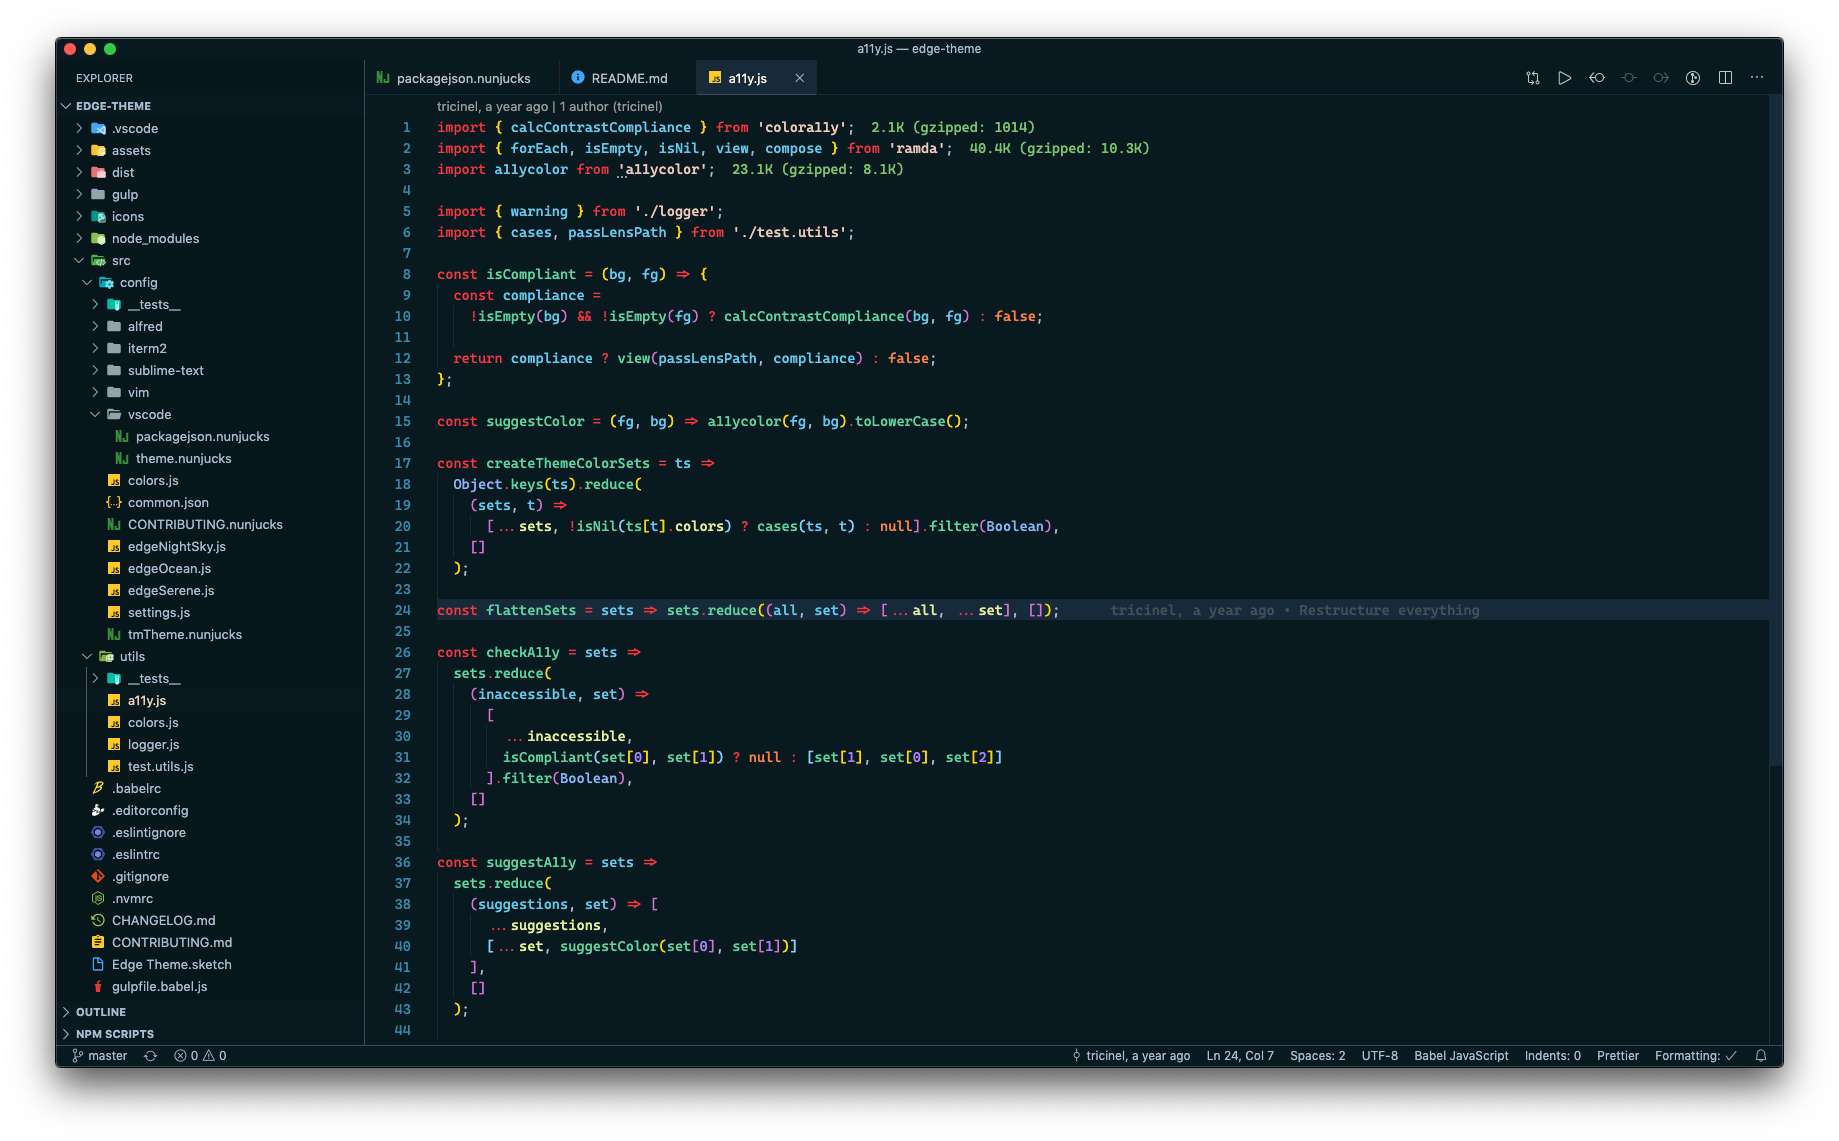 a11y.js — edge-theme
EXPLORER
EDGE-THEME
.vscode
assets
dist
gulp
icons
node_modules
src
config
__tests__
alfred
iterm2
sublime-text
vim
vscode
packagejson.nunjucks
theme.nunjucks
colors.js
common.json
CONTRIBUTING.nunjucks
edgeNightSky.js
edgeOcean.js
edgeSerene.js
settings.js
tmTheme.nunjucks
utils
__tests__
a11y.js
colors.js
logger.js
test.utils.js
.babelrc
.editorconfig
.eslintignore
.eslintrc
.gitignore
.nvmrc
CHANGELOG.md
CONTRIBUTING.md
Edge Theme.sketch
gulpfile.babel.js
OUTLINE
NPM SCRIPTS
packagejson.nunjucks README.md a11y.js
tricinel, a year ago | 1 author (tricinel)
1 import { calcContrastCompliance } from 'colora11y'; 2.1K (gzipped: 1014)
2 import { forEach, isEmpty, isNil, view, compose } from 'ramda'; 40.4K (gzipped: 10.3K)
3 import a11ycolor from 'a11ycolor'; 23.1K (gzipped: 8.1K)
4
5 import { warning } from './logger';
6 import { cases, passLensPath } from './test.utils';
7
8 const isCompliant = (bg, fg) => {
9 const compliance =
10 !isEmpty(bg) && !isEmpty(fg) ? calcContrastCompliance(bg, fg) : false;
11
12 return compliance ? view(passLensPath, compliance) : false;
13 };
14
15 const suggestColor = (fg, bg) => a11ycolor(fg, bg).toLowerCase();
16
17 const createThemeColorSets = ts =>
18 Object.keys(ts).reduce(
19 (sets, t) =>
20 [...sets, !isNil(ts[t].colors) ? cases(ts, t) : null].filter(Boolean),
21 []
22 );
23
24 const flattenSets = sets => sets.reduce((all, set) => [...all, ...set], []); tricinel, a year ago • Restructure everything
25
26 const checkA11y = sets =>
27 sets.reduce(
28 (inaccessible, set) =>
29 [
30 ...inaccessible,
31 isCompliant(set[0], set[1]) ? null : [set[1], set[0], set[2]]
32 ].filter(Boolean),
33 []
34 );
35
36 const suggestA11y = sets =>
37 sets.reduce(
38 (suggestions, set) => [
39 ...suggestions,
40 [...set, suggestColor(set[0], set[1])]
41 ],
42 []
43 );
44
master 0 0 tricinel, a year ago Ln 24, Col 7 Spaces: 2 UTF-8 Babel JavaScript Indents: 0 Prettier Formatting: ✓